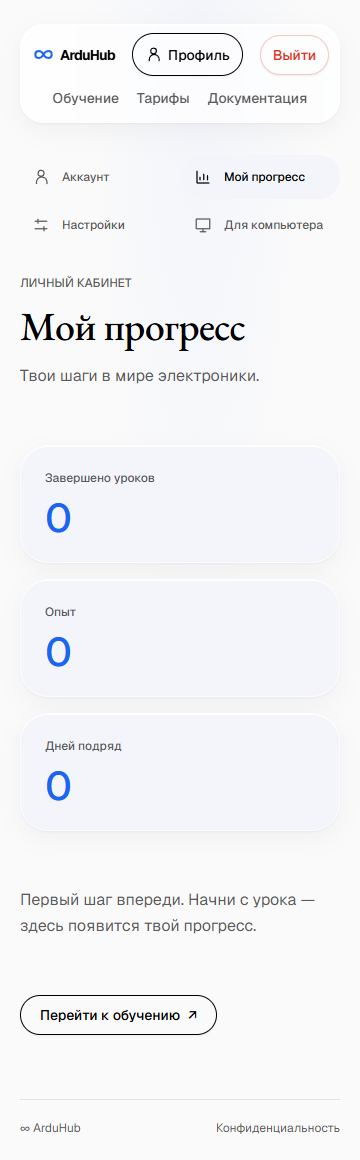 ∞ ArduHub
Профиль
Выйти
Обучение Тарифы Документация
Аккаунт
Мой прогресс
Настройки
Для компьютера
ЛИЧНЫЙ КАБИНЕТ
Мой прогресс
Твои шаги в мире электроники.
Завершено уроков
0
Опыт
0
Дней подряд
0
Первый шаг впереди. Начни с урока —
здесь появится твой прогресс.
Перейти к обучению ↗
∞ ArduHub
Конфиденциальность